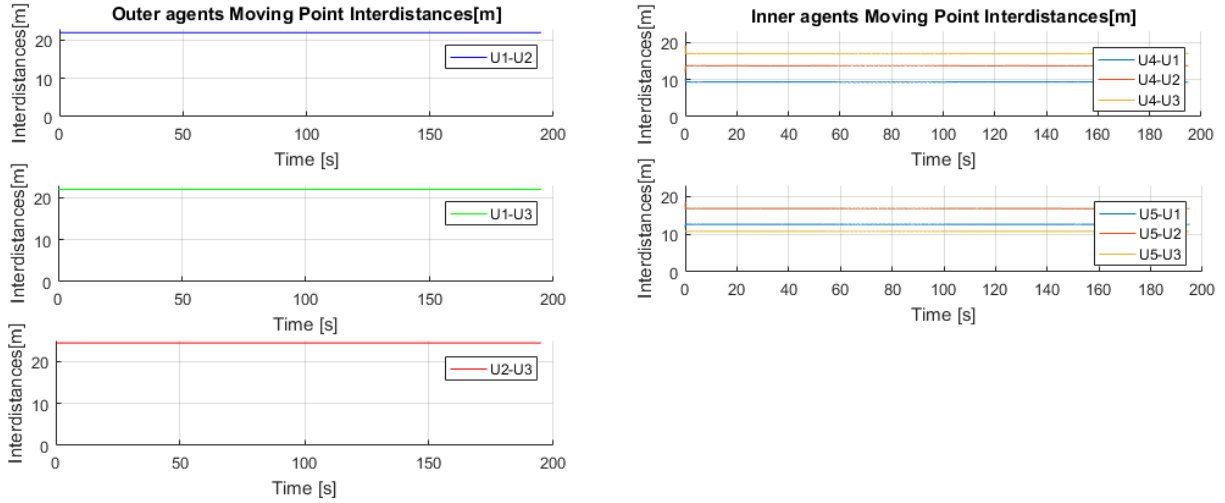 Outer agents Moving Point Interdistances[m]
Interdistances[m]
20
10
0
U1-U2
0 50 100 150 200
Time [s]
Interdistances[m]
20
10
0
U1-U3
0 50 100 150 200
Time [s]
Interdistances[m]
20
10
0
U2-U3
0 50 100 150 200
Time [s]
Inner agents Moving Point Interdistances[m]
Interdistances[m]
20
10
0
U4-U1
U4-U2
U4-U3
0 20 40 60 80 100 120 140 160 180 200
Time [s]
Interdistances[m]
20
10
0
U5-U1
U5-U2
U5-U3
0 20 40 60 80 100 120 140 160 180 200
Time [s]